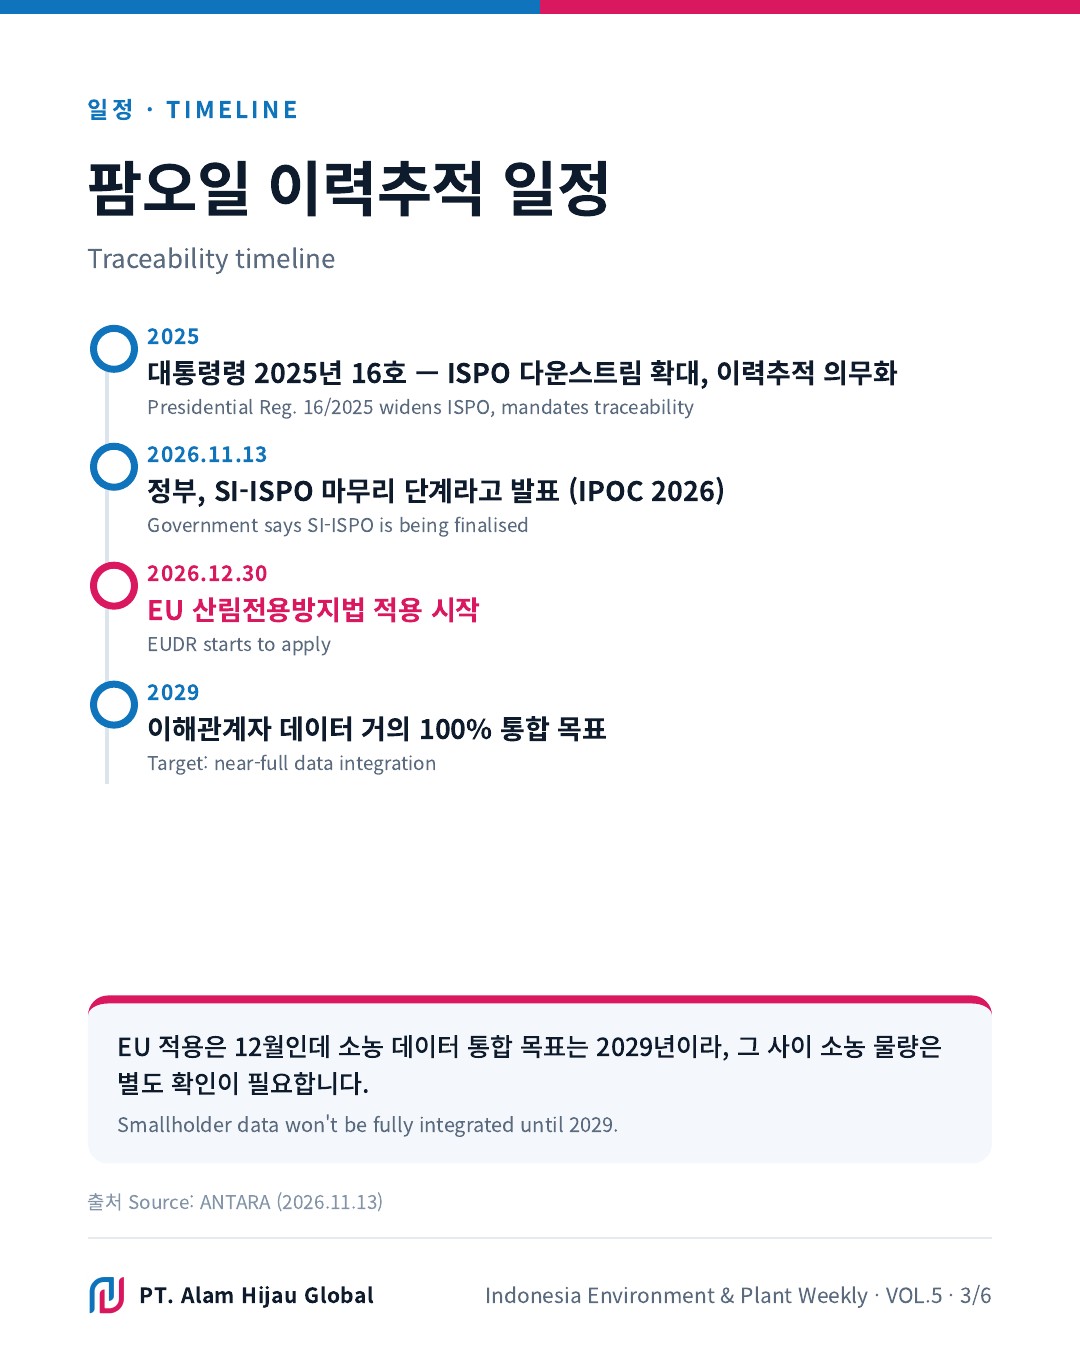 일정 · TIMELINE
팜오일 이력추적 일정
Traceability timeline
2025
대통령령 2025년 16호 — ISPO 다운스트림 확대, 이력추적 의무화
Presidential Reg. 16/2025 widens ISPO, mandates traceability
2026.11.13
정부, SI-ISPO 마무리 단계라고 발표 (IPOC 2026)
Government says SI-ISPO is being finalised
2026.12.30
EU 산림전용방지법 적용 시작
EUDR starts to apply
2029
이해관계자 데이터 거의 100% 통합 목표
Target: near-full data integration
EU 적용은 12월인데 소농 데이터 통합 목표는 2029년이라, 그 사이 소농 물량은
별도 확인이 필요합니다.
Smallholder data won't be fully integrated until 2029.
출처 Source: ANTARA (2026.11.13)
PT. Alam Hijau Global
Indonesia Environment & Plant Weekly · VOL.5 · 3/6